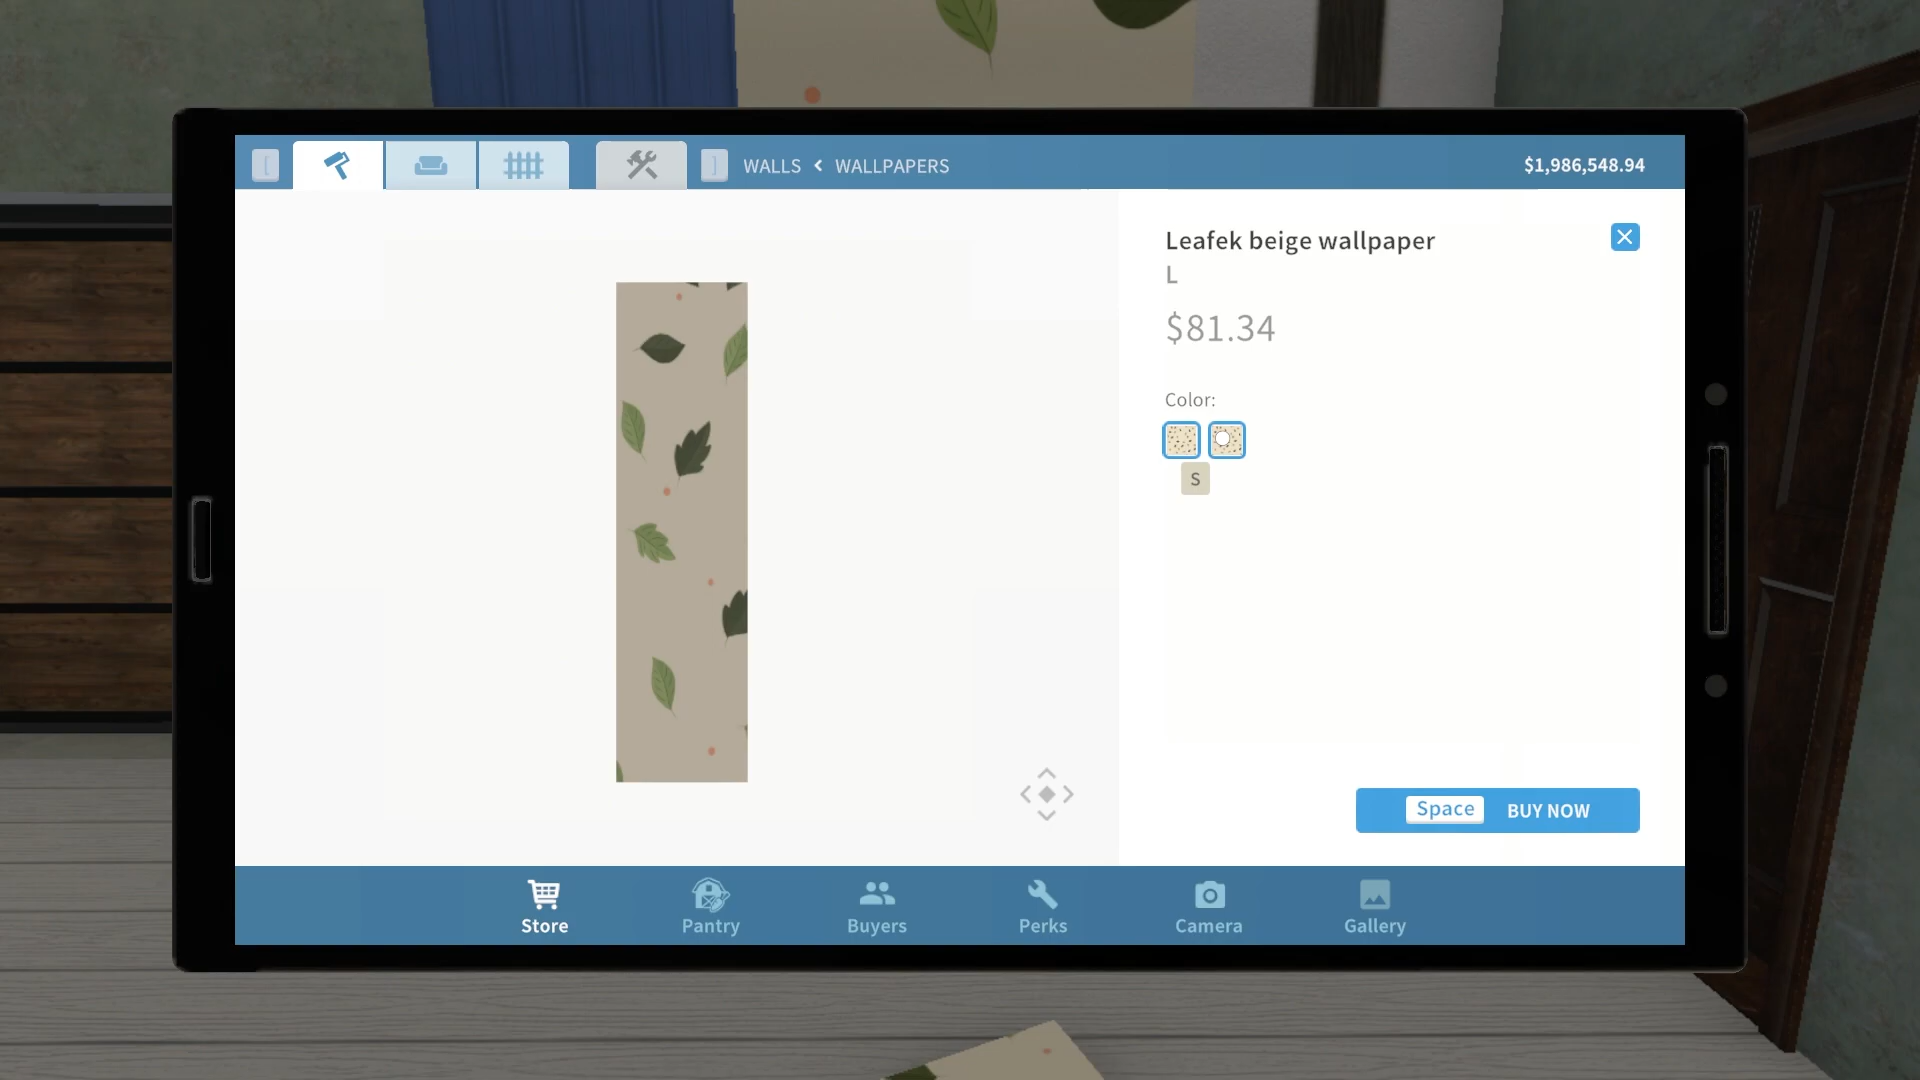 [
]
WALLS < WALLPAPERS
$1,986,548.94
Leafek beige wallpaper
L
$81.34
Color:
S
Space BUY NOW
Store
Pantry
Buyers
Perks
Camera
Gallery